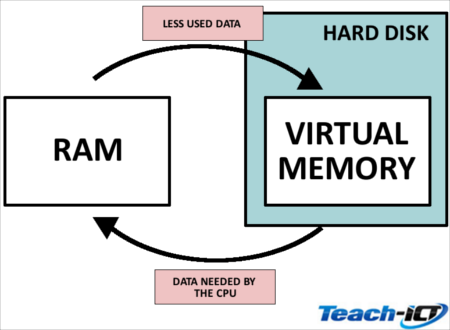 LESS USED DATA
HARD DISK
RAM
VIRTUAL
MEMORY
DATA NEEDED BY
THE CPU
Teach-iCT